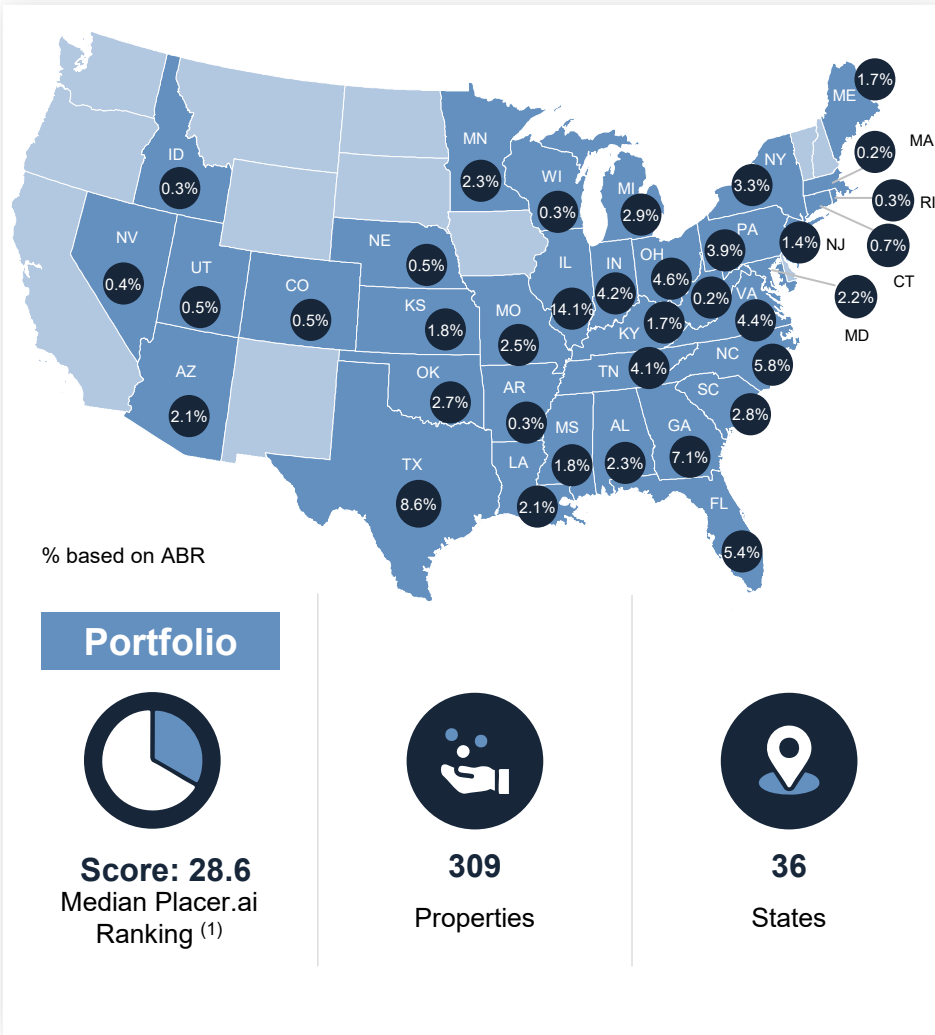 ME
1.7%
MA
0.2%
MN
2.3%
WI
0.3%
MI
2.9%
NY
3.3%
ID
0.3%
0.3%
RI
NV
0.4%
UT
0.5%
CO
0.5%
NE
0.5%
IL
14.1%
IN
4.2%
OH
4.6%
PA
3.9%
1.4%
NJ
0.7%
CT
KS
1.8%
MO
2.5%
KY
1.7%
0.2%
VA
4.4%
2.2%
MD
AZ
2.1%
OK
2.7%
AR
0.3%
TN
4.1%
NC
5.8%
SC
2.8%
TX
8.6%
LA
2.1%
MS
1.8%
AL
2.3%
GA
7.1%
FL
5.4%
% based on ABR
Portfolio
Score: 28.6
Median Placer.ai
Ranking (1)
309
Properties
36
States